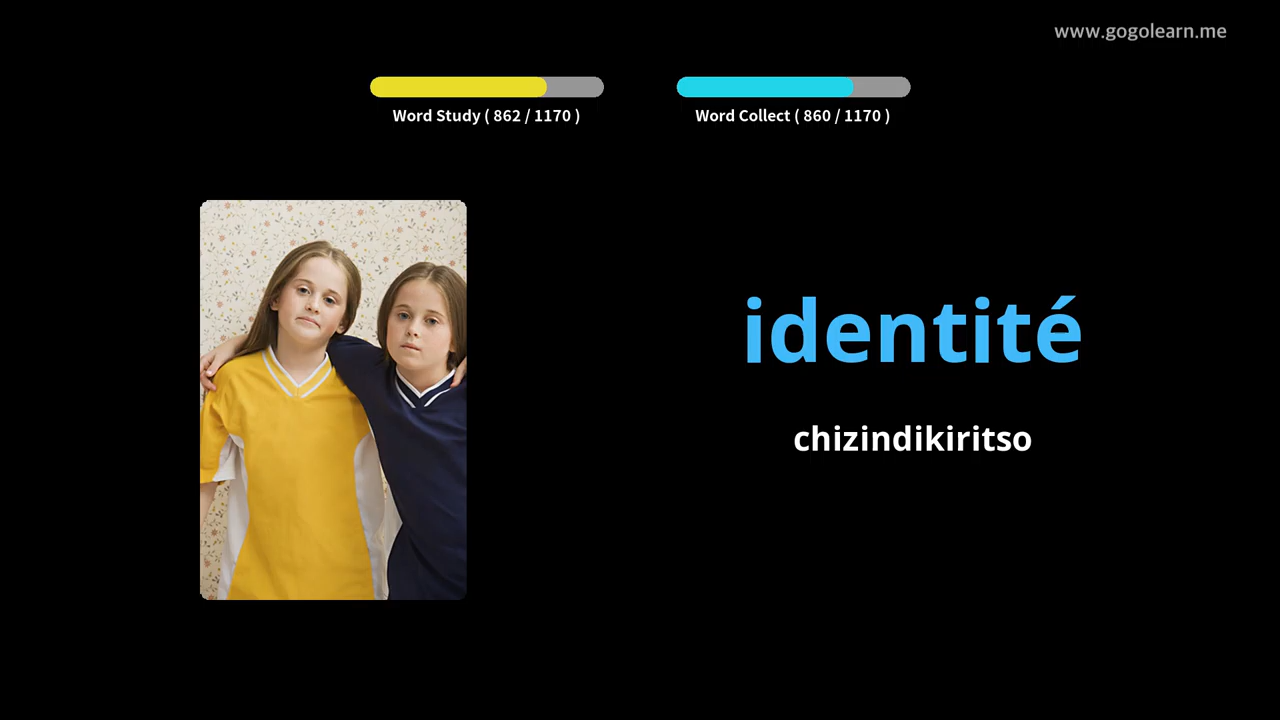 www.gogolearn.me
Word Study ( 862 / 1170 )
Word Collect ( 860 / 1170 )
identité
chizindikiritso